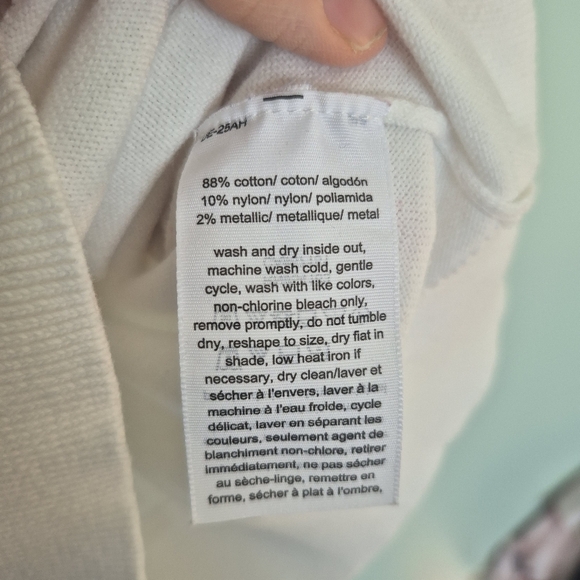 -25AH
88% cotton/ coton/ algodón
10% nylon/ nylon/ poliamida
2% metallic/ metallique/ metal
wash and dry inside out,
machine wash cold, gentle
cycle, wash with like colors,
non-chlorine bleach only,
remove promptly, do not tumble
dny, reshape to size, dry fiat in
shade, low heat iron if
necessary, dry clean/laver et
sécher à l'envers, laver à la
machine à l'eau froide, cycle
délicat, laver en séparant les
couleurs, seulement agent de
blanchiment non-chlore, retirer
immédiatement, ne pas sécher
au sèche-linge, remettre en
forme, sécher à plat à l'ombre,